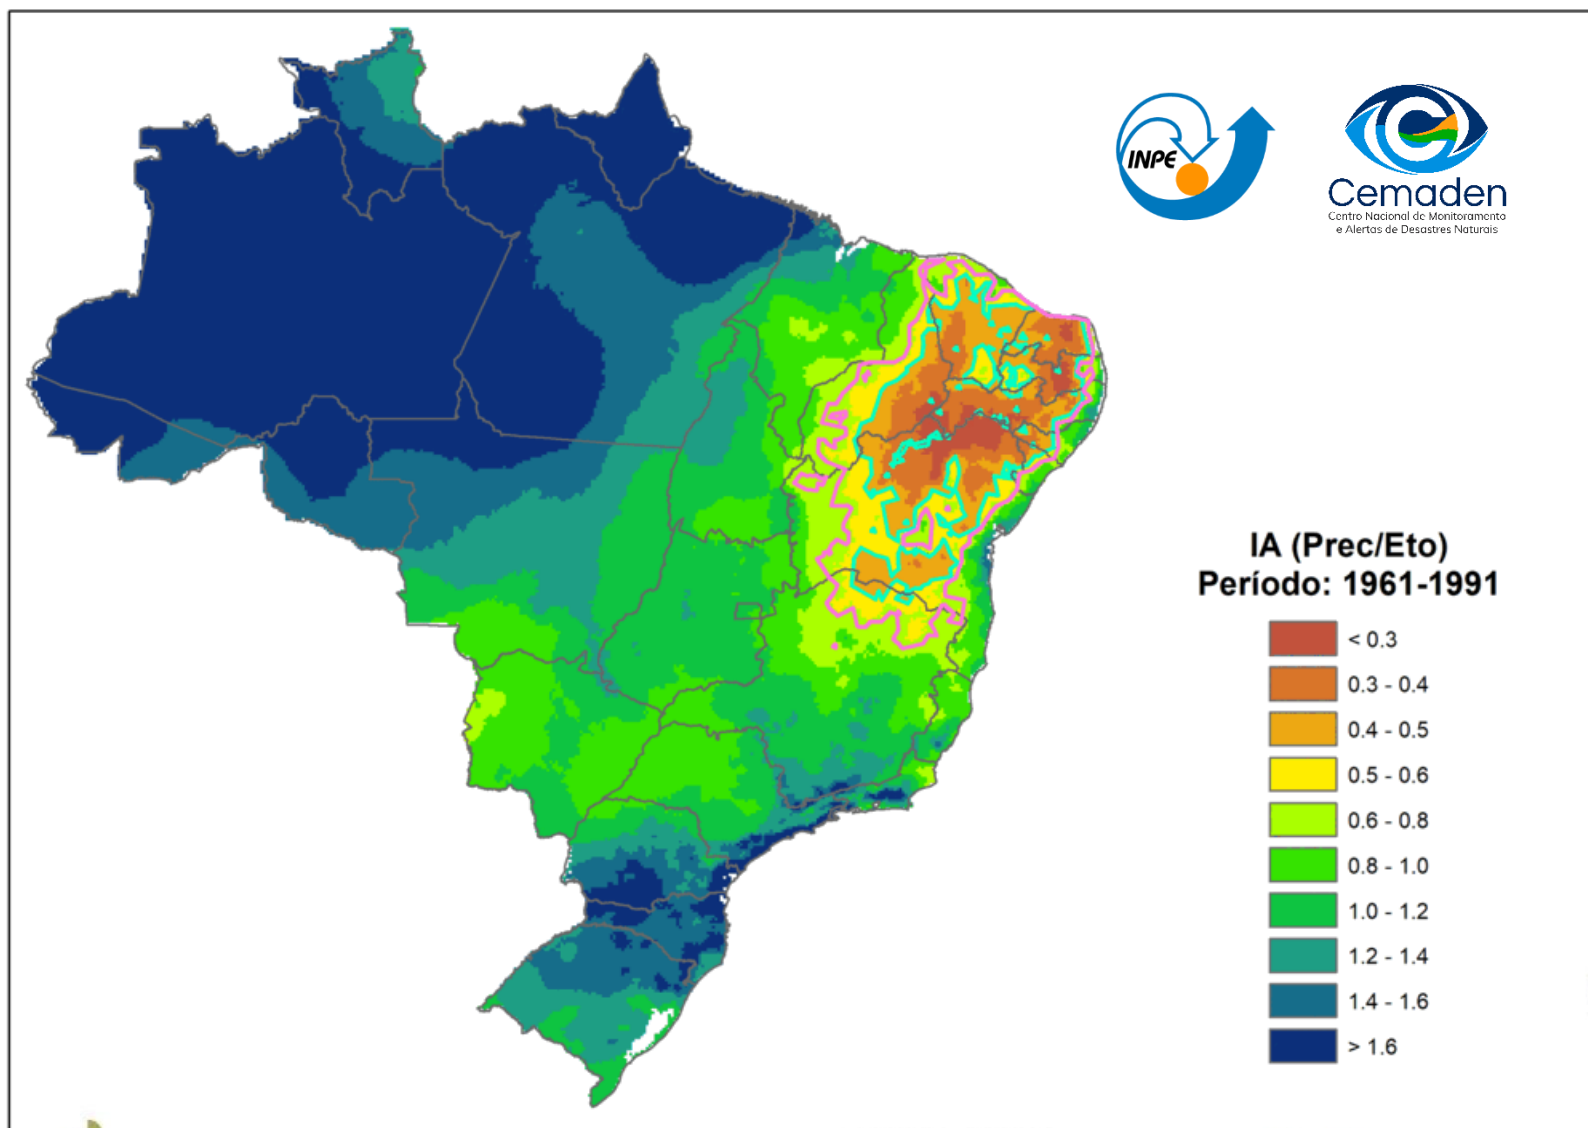 INPE
Cemaden
Centro Nacional de Monitoramento
e Alertas de Desastres Naturais
IA (Prec/Eto)
Período: 1961-1991
< 0.3
0.3 - 0.4
0.4 - 0.5
0.5 - 0.6
0.6 - 0.8
0.8 - 1.0
1.0 - 1.2
1.2 - 1.4
1.4 - 1.6
> 1.6